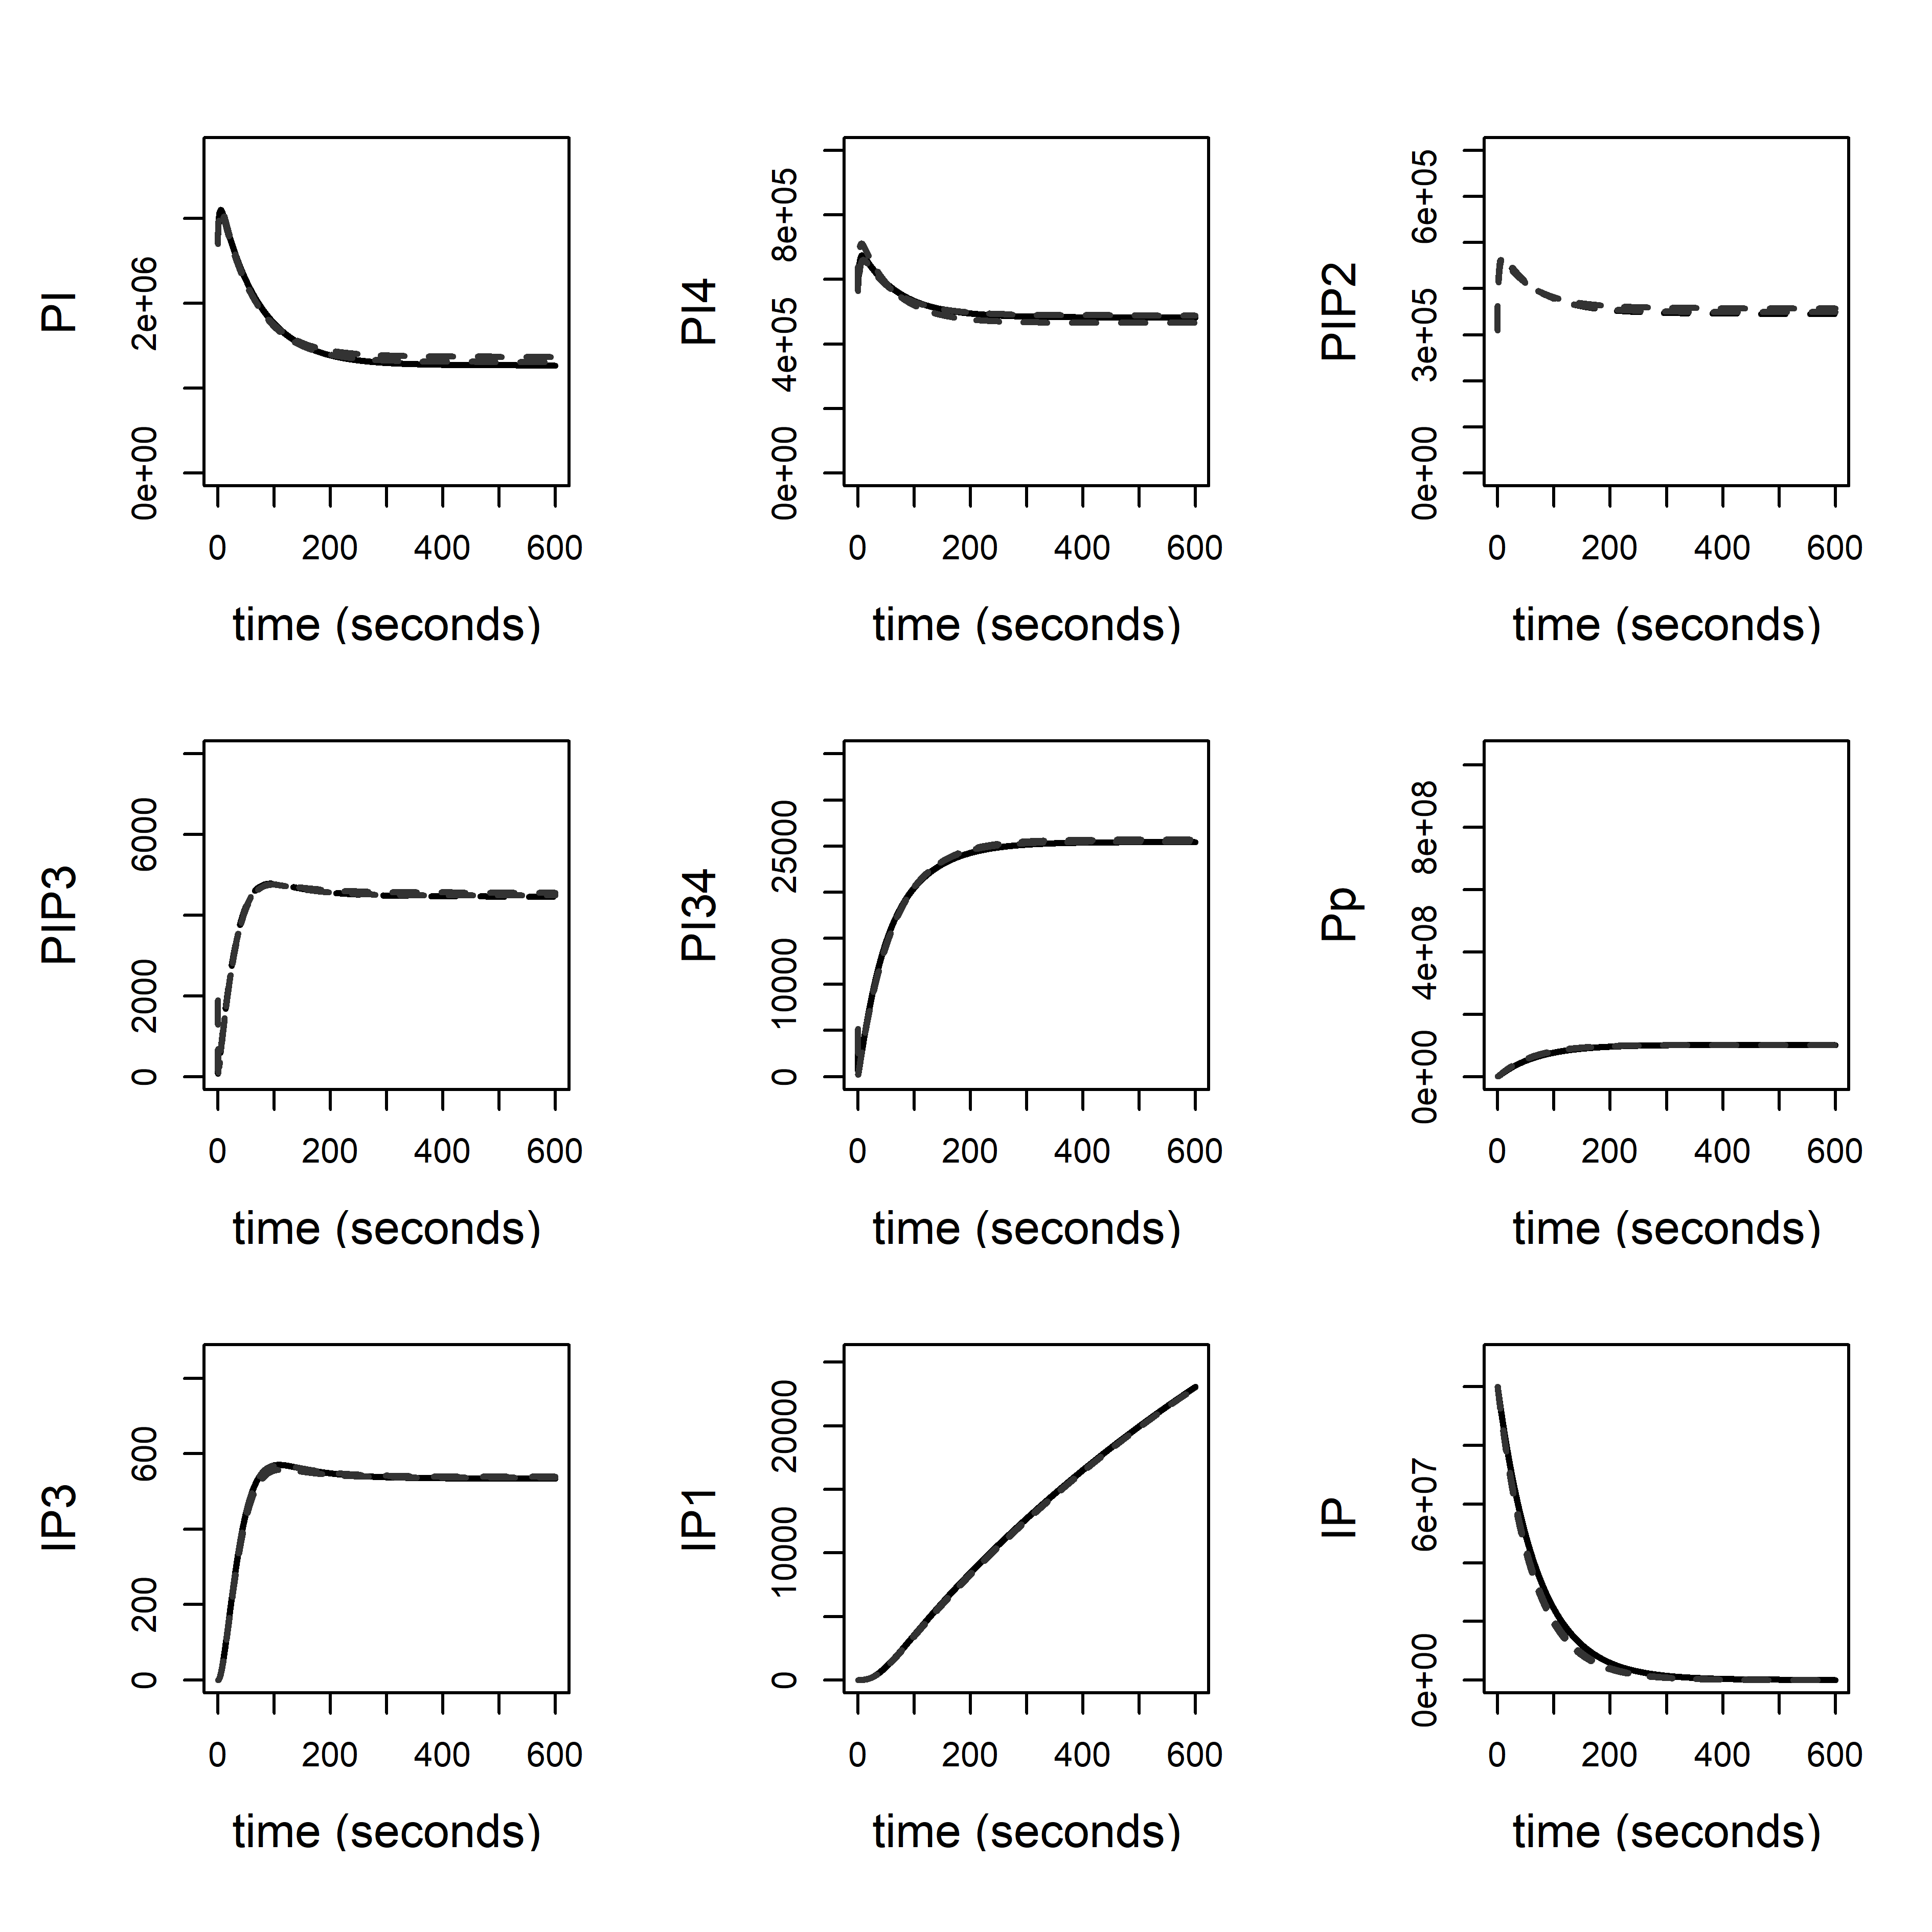 PI
0e+00 2e+06
0 200 400 600
time (seconds)
PI4
0e+00 4e+05 8e+05
0 200 400 600
time (seconds)
PIP2
0e+00 3e+05 6e+05
0 200 400 600
time (seconds)
PIP3
0 2000 6000
0 200 400 600
time (seconds)
PI34
0 10000 25000
0 200 400 600
time (seconds)
Pp
0e+00 4e+08 8e+08
0 200 400 600
time (seconds)
IP3
0 200 600
0 200 400 600
time (seconds)
IP1
0 10000 20000
0 200 400 600
time (seconds)
IP
0e+00 6e+07
0 200 400 600
time (seconds)